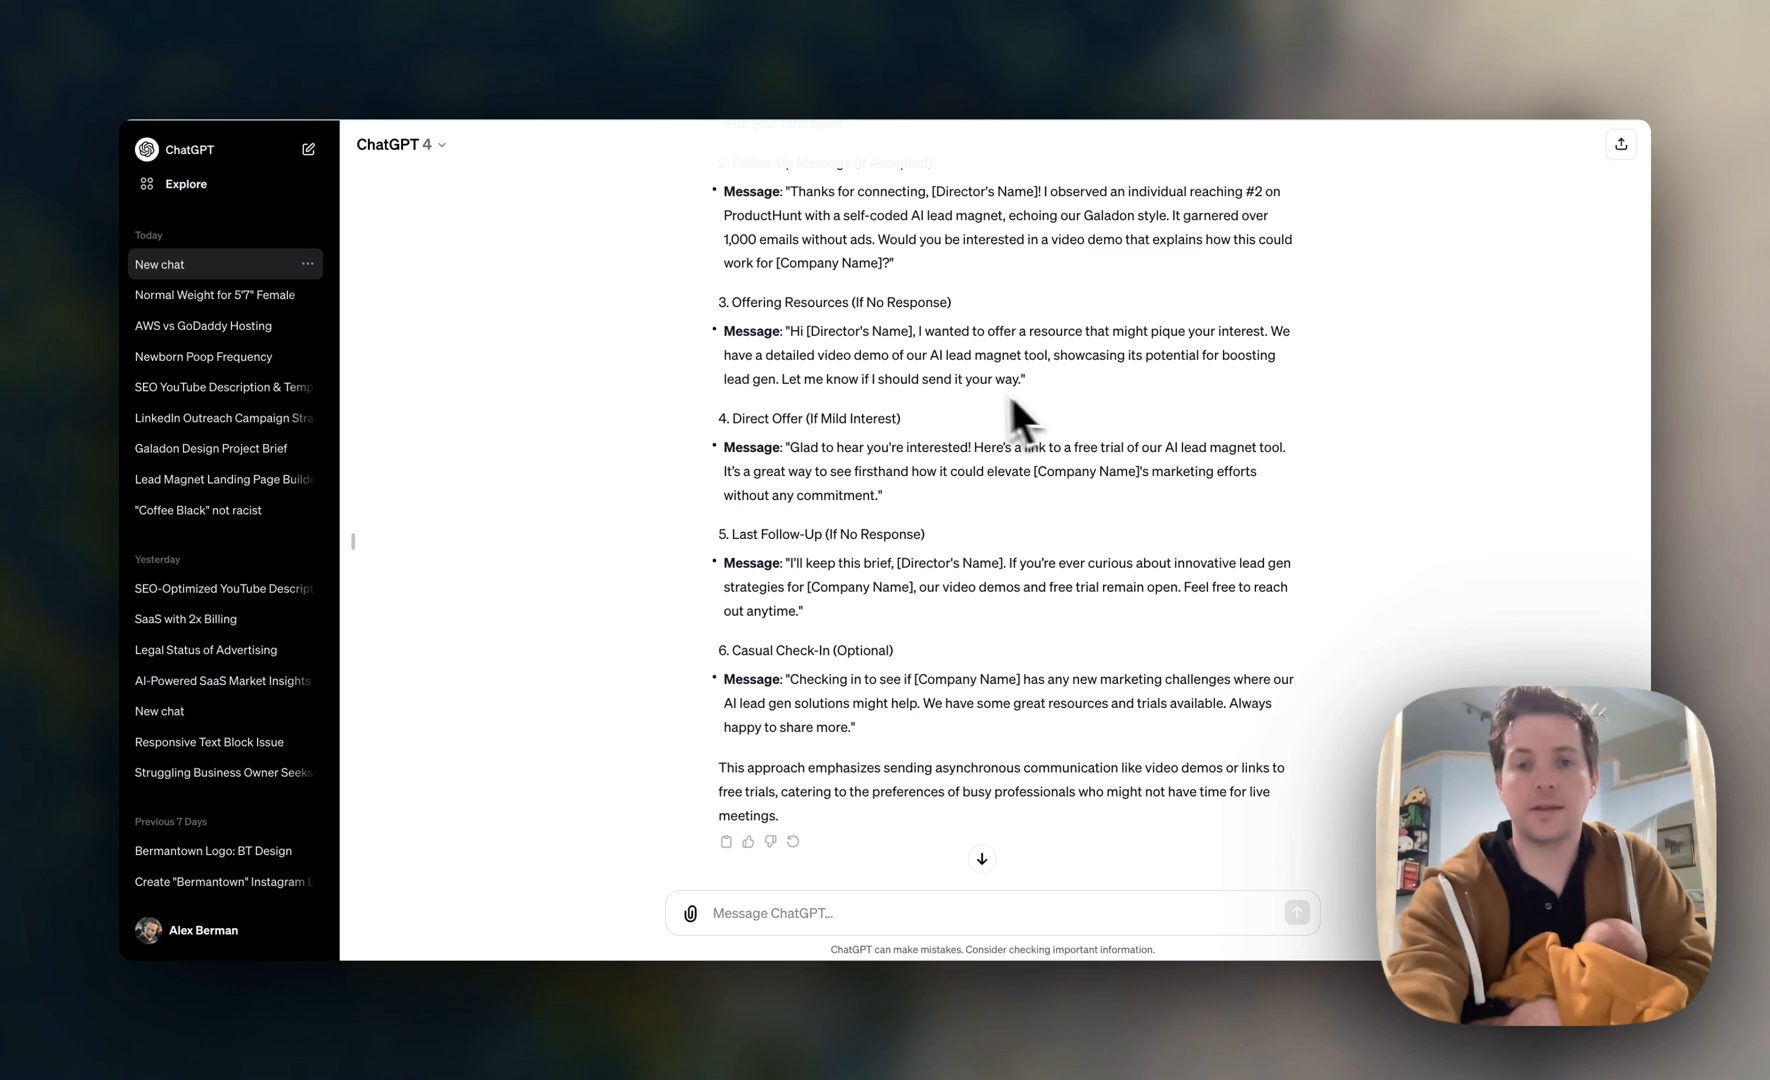 ChatGPT
Explore
Today
New chat
Normal Weight for 5'7" Female
AWS vs GoDaddy Hosting
Newborn Poop Frequency
SEO YouTube Description & Temp
LinkedIn Outreach Campaign Stra
Galadon Design Project Brief
Lead Magnet Landing Page Builde
"Coffee Black" not racist
Yesterday
SEO-Optimized YouTube Descript
SaaS with 2x Billing
Legal Status of Advertising
AI-Powered SaaS Market Insights
New chat
Responsive Text Block Issue
Struggling Business Owner Seeks
Previous 7 Days
Bermantown Logo: BT Design
Create "Bermantown" Instagram L
Alex Berman
ChatGPT 4
with your strategies
2. Follow-Up Message (If Accepted)
• Message: "Thanks for connecting, [Director's Name]! I observed an individual reaching #2 on
ProductHunt with a self-coded AI lead magnet, echoing our Galadon style. It garnered over
1,000 emails without ads. Would you be interested in a video demo that explains how this could
work for [Company Name]?"
3. Offering Resources (If No Response)
• Message: "Hi [Director's Name], I wanted to offer a resource that might pique your interest. We
have a detailed video demo of our AI lead magnet tool, showcasing its potential for boosting
lead gen. Let me know if I should send it your way."
4. Direct Offer (If Mild Interest)
• Message: "Glad to hear you're interested! Here's a link to a free trial of our AI lead magnet tool.
It's a great way to see firsthand how it could elevate [Company Name]'s marketing efforts
without any commitment."
5. Last Follow-Up (If No Response)
• Message: "I'll keep this brief, [Director's Name]. If you're ever curious about innovative lead gen
strategies for [Company Name], our video demos and free trial remain open. Feel free to reach
out anytime."
6. Casual Check-In (Optional)
• Message: "Checking in to see if [Company Name] has any new marketing challenges where our
AI lead gen solutions might help. We have some great resources and trials available. Always
happy to share more."
This approach emphasizes sending asynchronous communication like video demos or links to
free trials, catering to the preferences of busy professionals who might not have time for live
meetings.
Message ChatGPT...
ChatGPT can make mistakes. Consider checking important information.